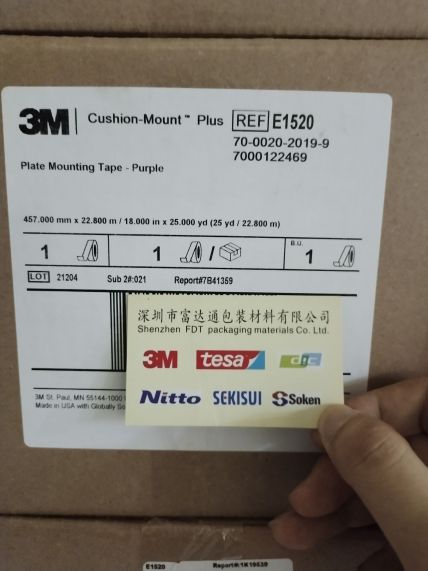 3M Cushion-Mount™ Plus REF E1520
70-0020-2019-9
7000122469
Plate Mounting Tape - Purple
457.000 mm x 22.800 m / 18.000 in x 25.000 yd (25 yd / 22.800 m)
1 1 / B.U. 1
LOT 21204 Sub 2#:021 Report#7B41359
深圳市富达通包装材料有限公司
Shenzhen FDT packaging materials Co. Ltd.
3M tesa dic
Nitto SEKISUI Soken
3M St. Paul, MN 55144-1000
Made in USA with Globally
E1520 Report#:1K19539